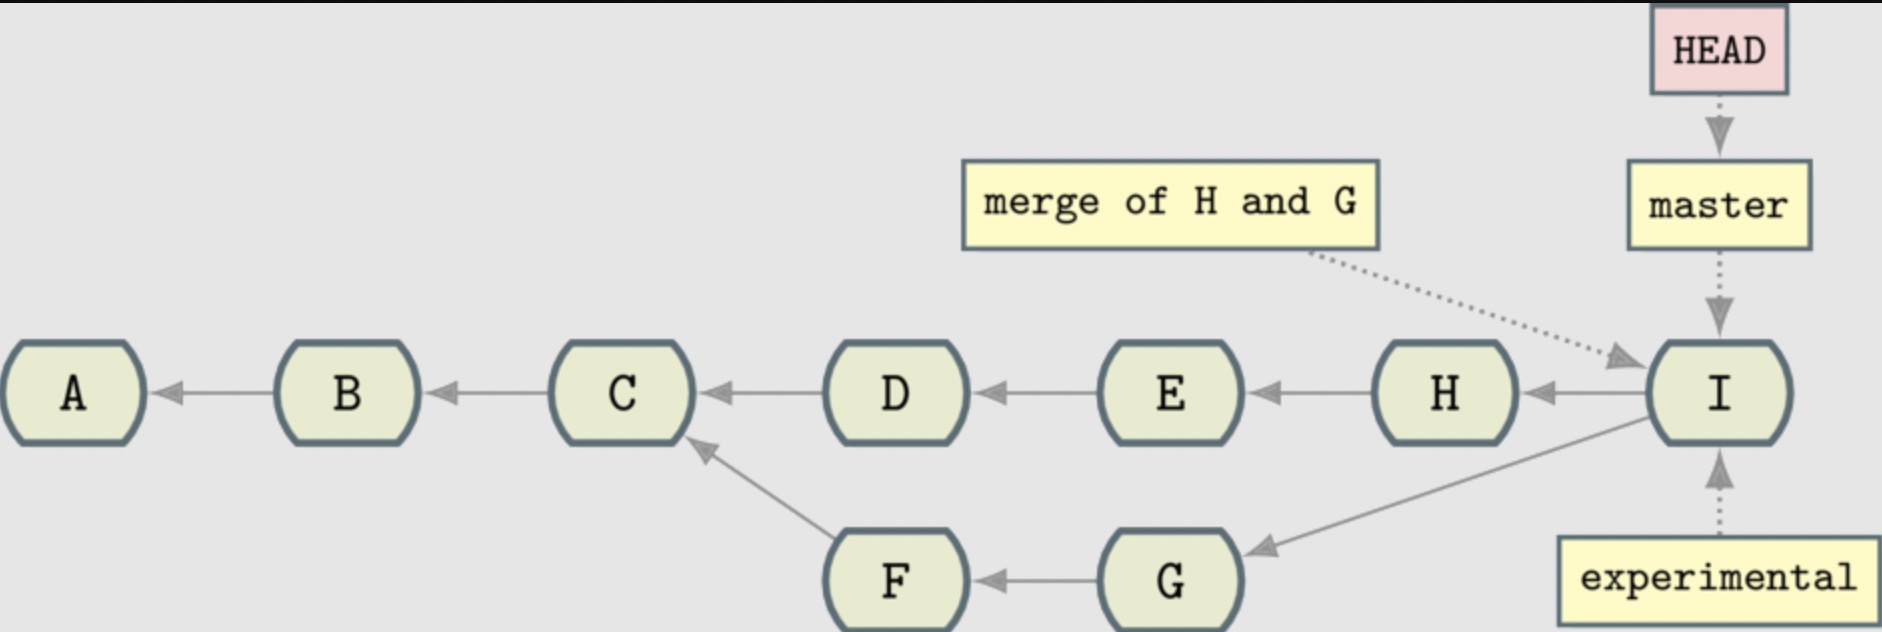 HEAD
merge of H and G
master
A
B
C
D
E
H
I
F
G
experimental